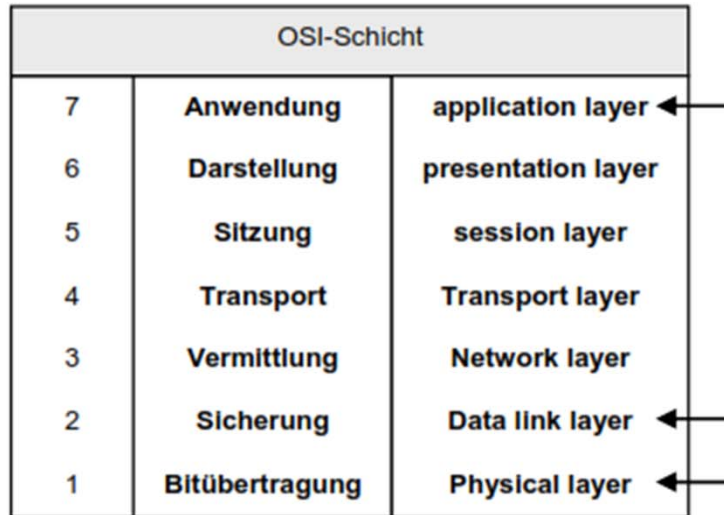 OSI-Schicht
7 Anwendung application layer
6 Darstellung presentation layer
5 Sitzung session layer
4 Transport Transport layer
3 Vermittlung Network layer
2 Sicherung Data link layer
1 Bitübertragung Physical layer